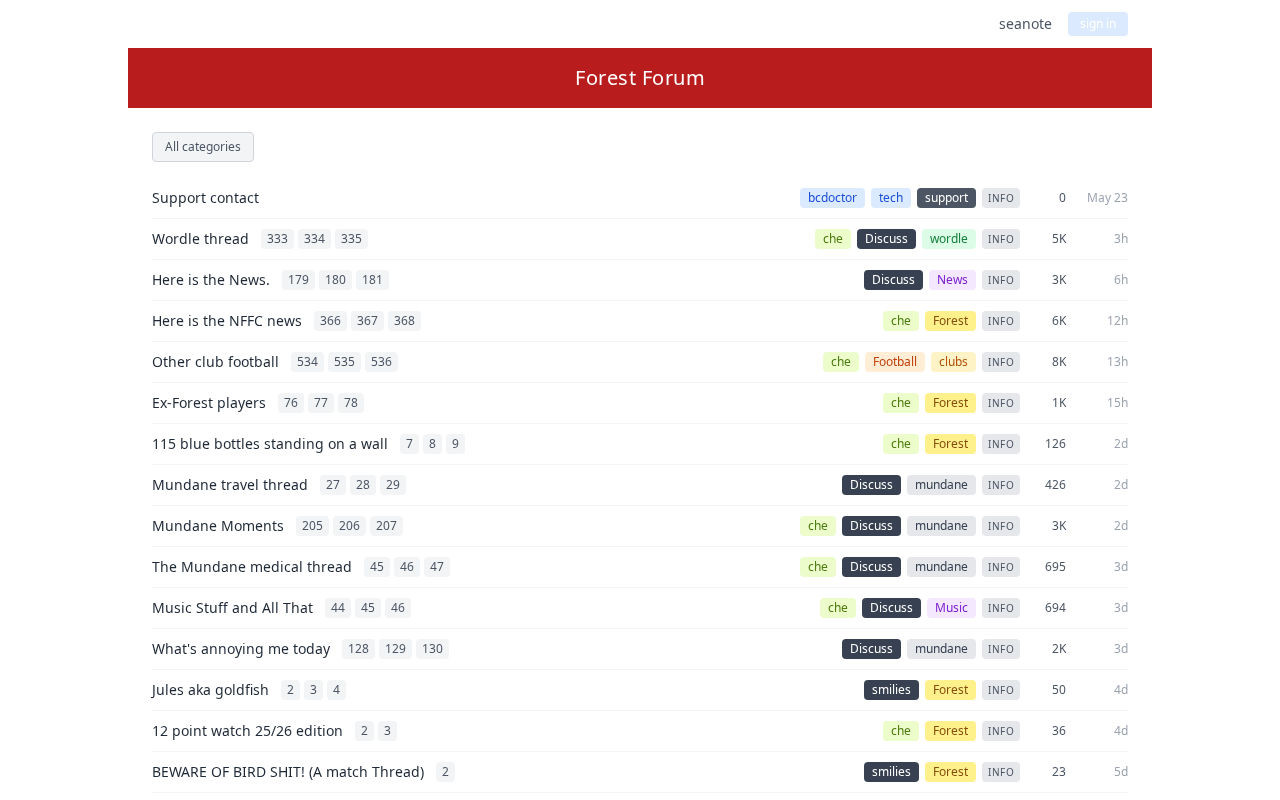 seanote sign in
Forest Forum
All categories
Support contact bcdoctor tech support INFO 0 May 23
Wordle thread 333 334 335 che Discuss wordle INFO 5K 3h
Here is the News. 179 180 181 Discuss News INFO 3K 6h
Here is the NFFC news 366 367 368 che Forest INFO 6K 12h
Other club football 534 535 536 che Football clubs INFO 8K 13h
Ex-Forest players 76 77 78 che Forest INFO 1K 15h
115 blue bottles standing on a wall 7 8 9 che Forest INFO 126 2d
Mundane travel thread 27 28 29 Discuss mundane INFO 426 2d
Mundane Moments 205 206 207 che Discuss mundane INFO 3K 2d
The Mundane medical thread 45 46 47 che Discuss mundane INFO 695 3d
Music Stuff and All That 44 45 46 che Discuss Music INFO 694 3d
What's annoying me today 128 129 130 Discuss mundane INFO 2K 3d
Jules aka goldfish 2 3 4 smilies Forest INFO 50 4d
12 point watch 25/26 edition 2 3 che Forest INFO 36 4d
BEWARE OF BIRD SHIT! (A match Thread) 2 smilies Forest INFO 23 5d